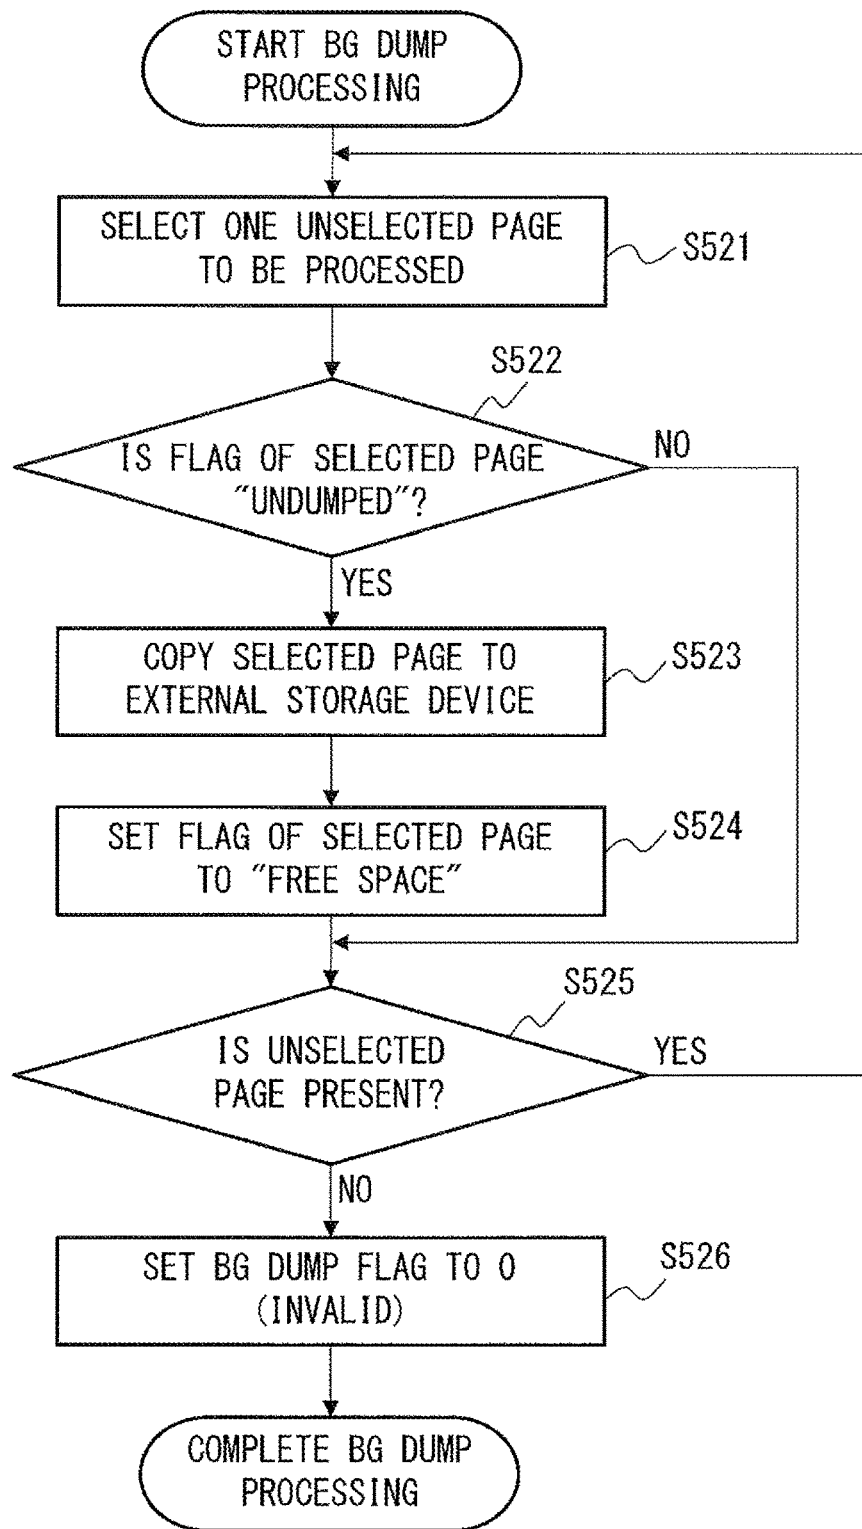 START BG DUMP
PROCESSING
SELECT ONE UNSELECTED PAGE
TO BE PROCESSED
S521
S522
IS FLAG OF SELECTED PAGE
"UNDUMPED"?
NO
YES
COPY SELECTED PAGE TO
EXTERNAL STORAGE DEVICE
S523
SET FLAG OF SELECTED PAGE
TO "FREE SPACE"
S524
S525
IS UNSELECTED
PAGE PRESENT?
YES
NO
SET BG DUMP FLAG TO 0
(INVALID)
S526
COMPLETE BG DUMP
PROCESSING